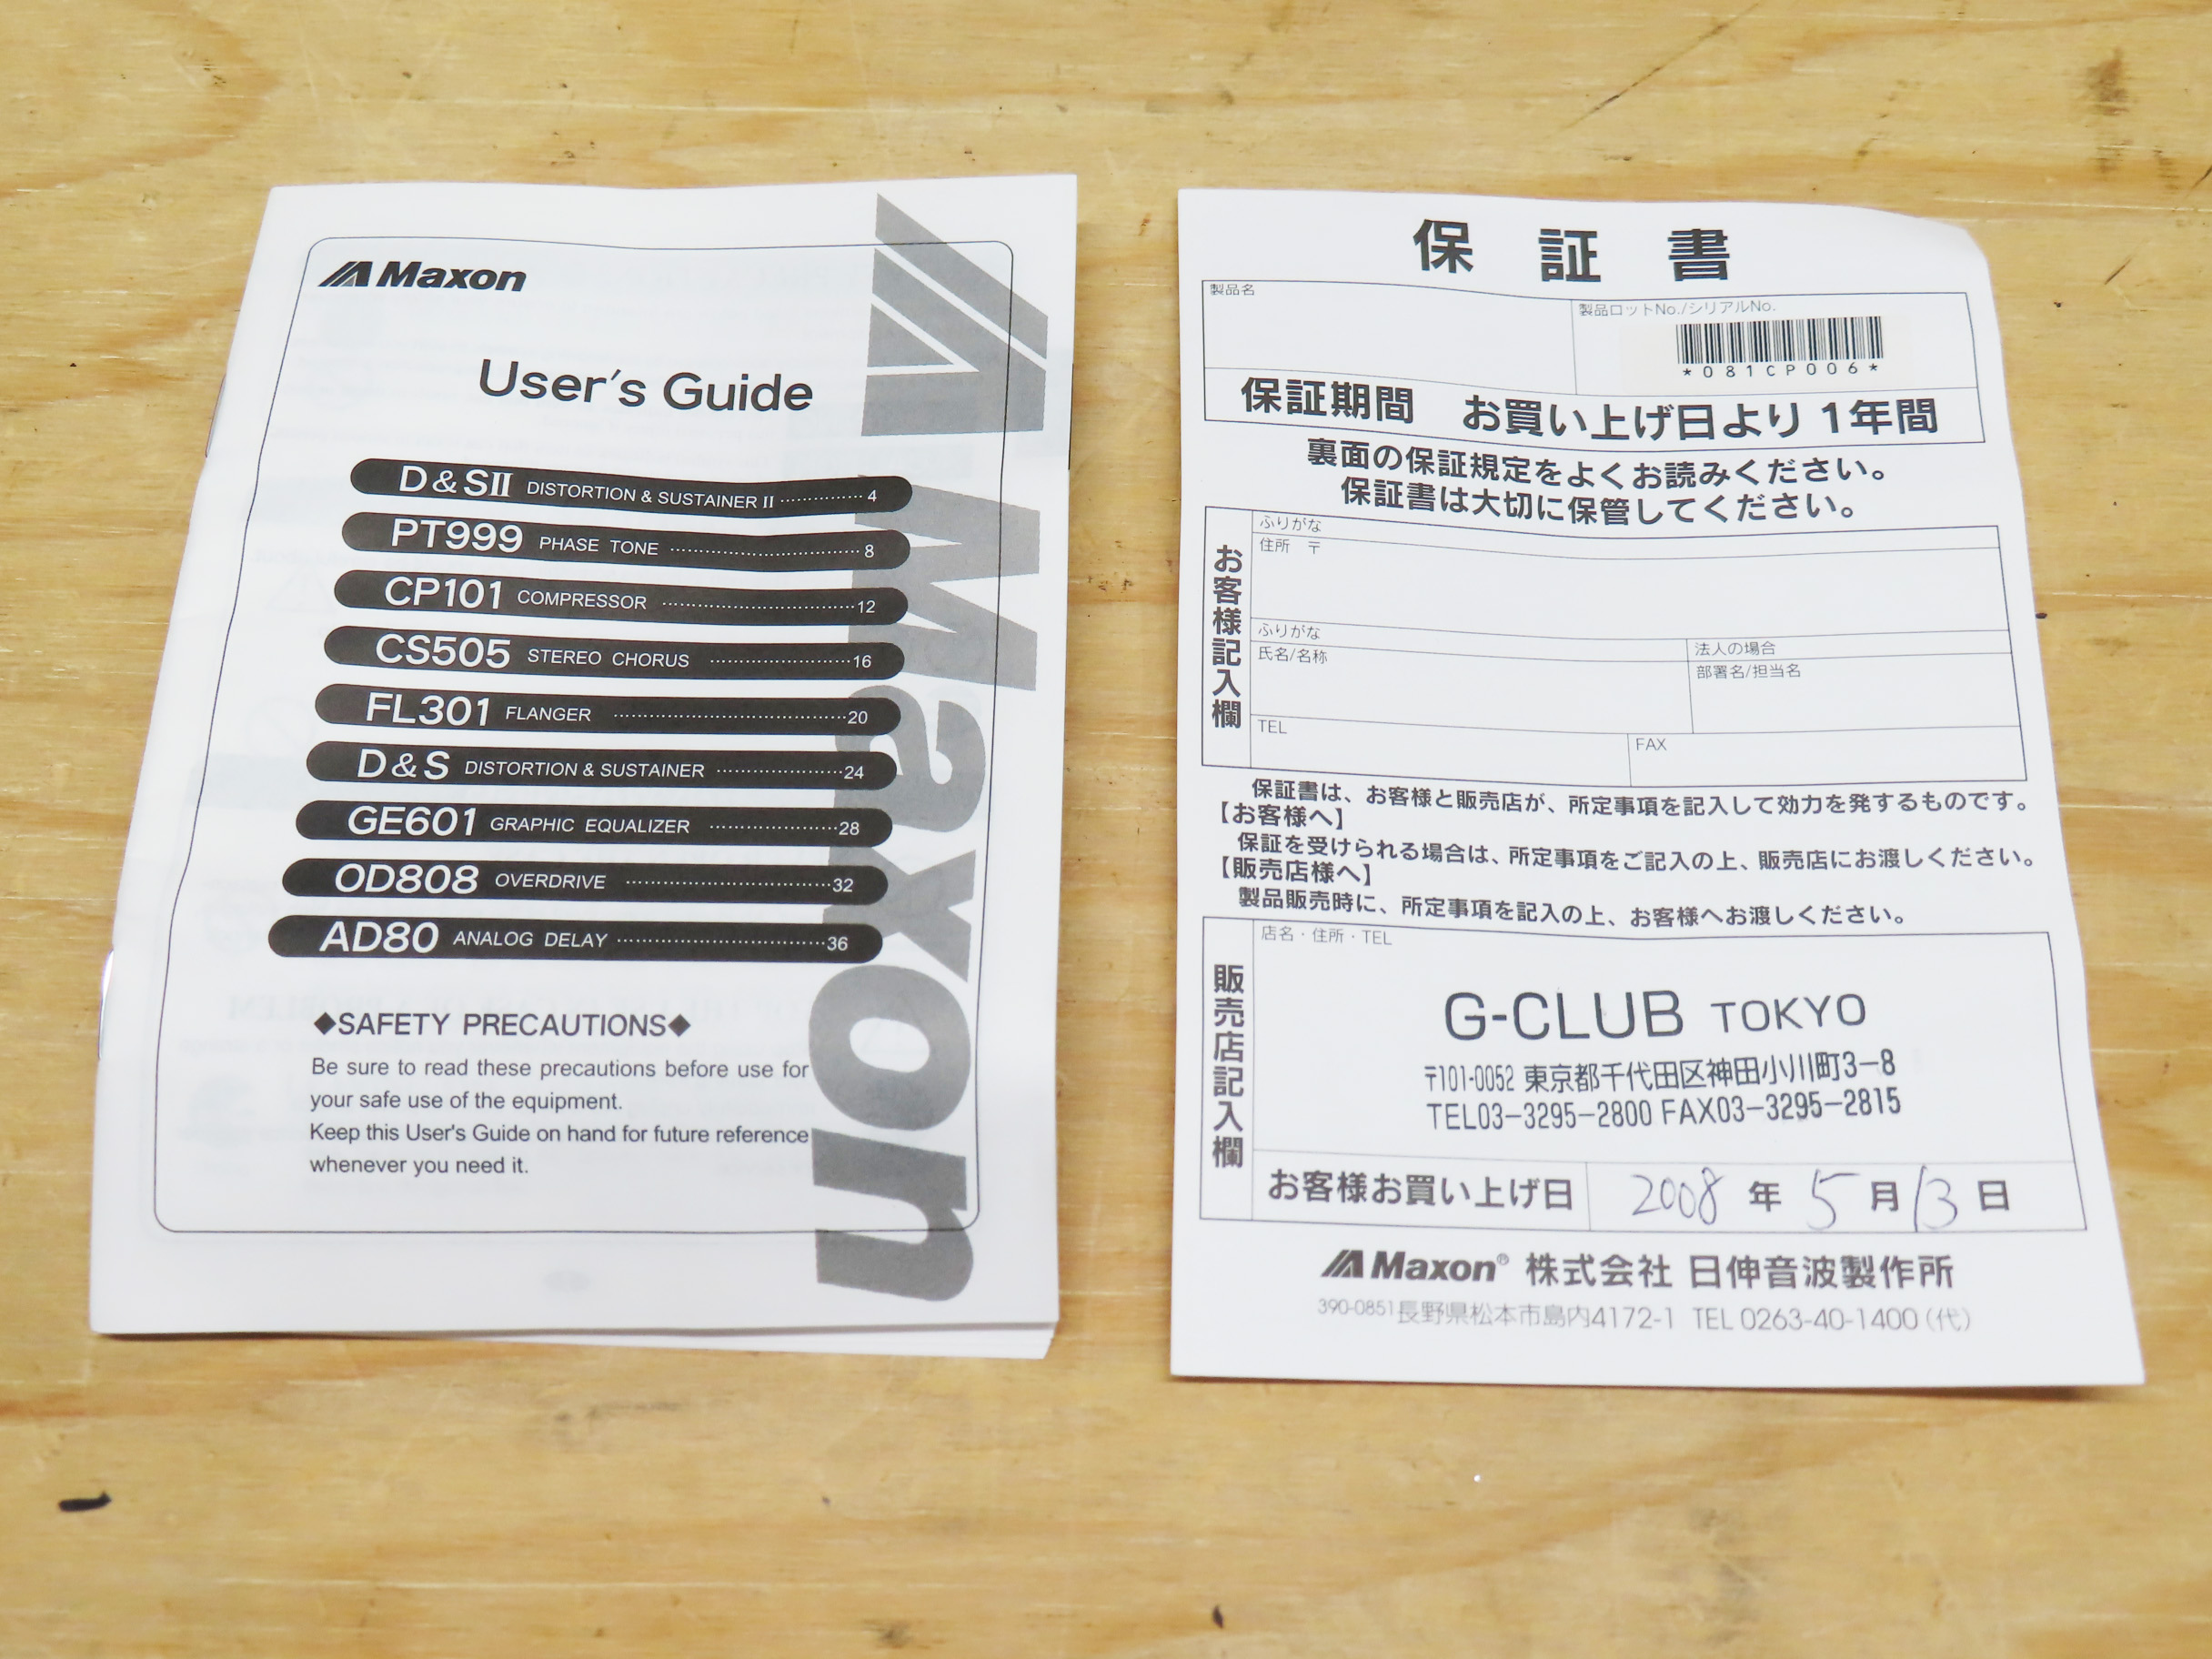 Maxon
User's Guide
D&SII DISTORTION & SUSTAINER II 4
PT999 PHASE TONE 8
CP101 COMPRESSOR 12
CS505 STEREO CHORUS 16
FL301 FLANGER 20
D&S DISTORTION & SUSTAINER 24
GE601 GRAPHIC EQUALIZER 28
OD808 OVERDRIVE 32
AD80 ANALOG DELAY 36
◆SAFETY PRECAUTIONS◆
Be sure to read these precautions before use for
your safe use of the equipment.
Keep this User's Guide on hand for future reference
whenever you need it.
Maxon
保証書
製品名
製品ロットNo./シリアルNo.
*081CP006*
保証期間 お買い上げ日より1年間
裏面の保証規定をよくお読みください。
保証書は大切に保管してください。
お客様記入欄
ふりがな
住所 〒
ふりがな
氏名/名称
法人の場合
部署名/担当名
TEL
FAX
保証書は、お客様と販売店が、所定事項を記入して効力を発するものです。
【お客様へ】
保証を受けられる場合は、所定事項をご記入の上、販売店にお渡しください。
【販売店様へ】
製品販売時に、所定事項を記入の上、お客様へお渡しください。
販売店記入欄
店名・住所・TEL
G-CLUB TOKYO
〒101-0052 東京都千代田区神田小川町3-8
TEL03-3295-2800 FAX03-3295-2815
お客様お買い上げ日 2008年5月13日
Maxon® 株式会社 日伸音波製作所
390-0851長野県松本市島内4172-1 TEL 0263-40-1400(代)